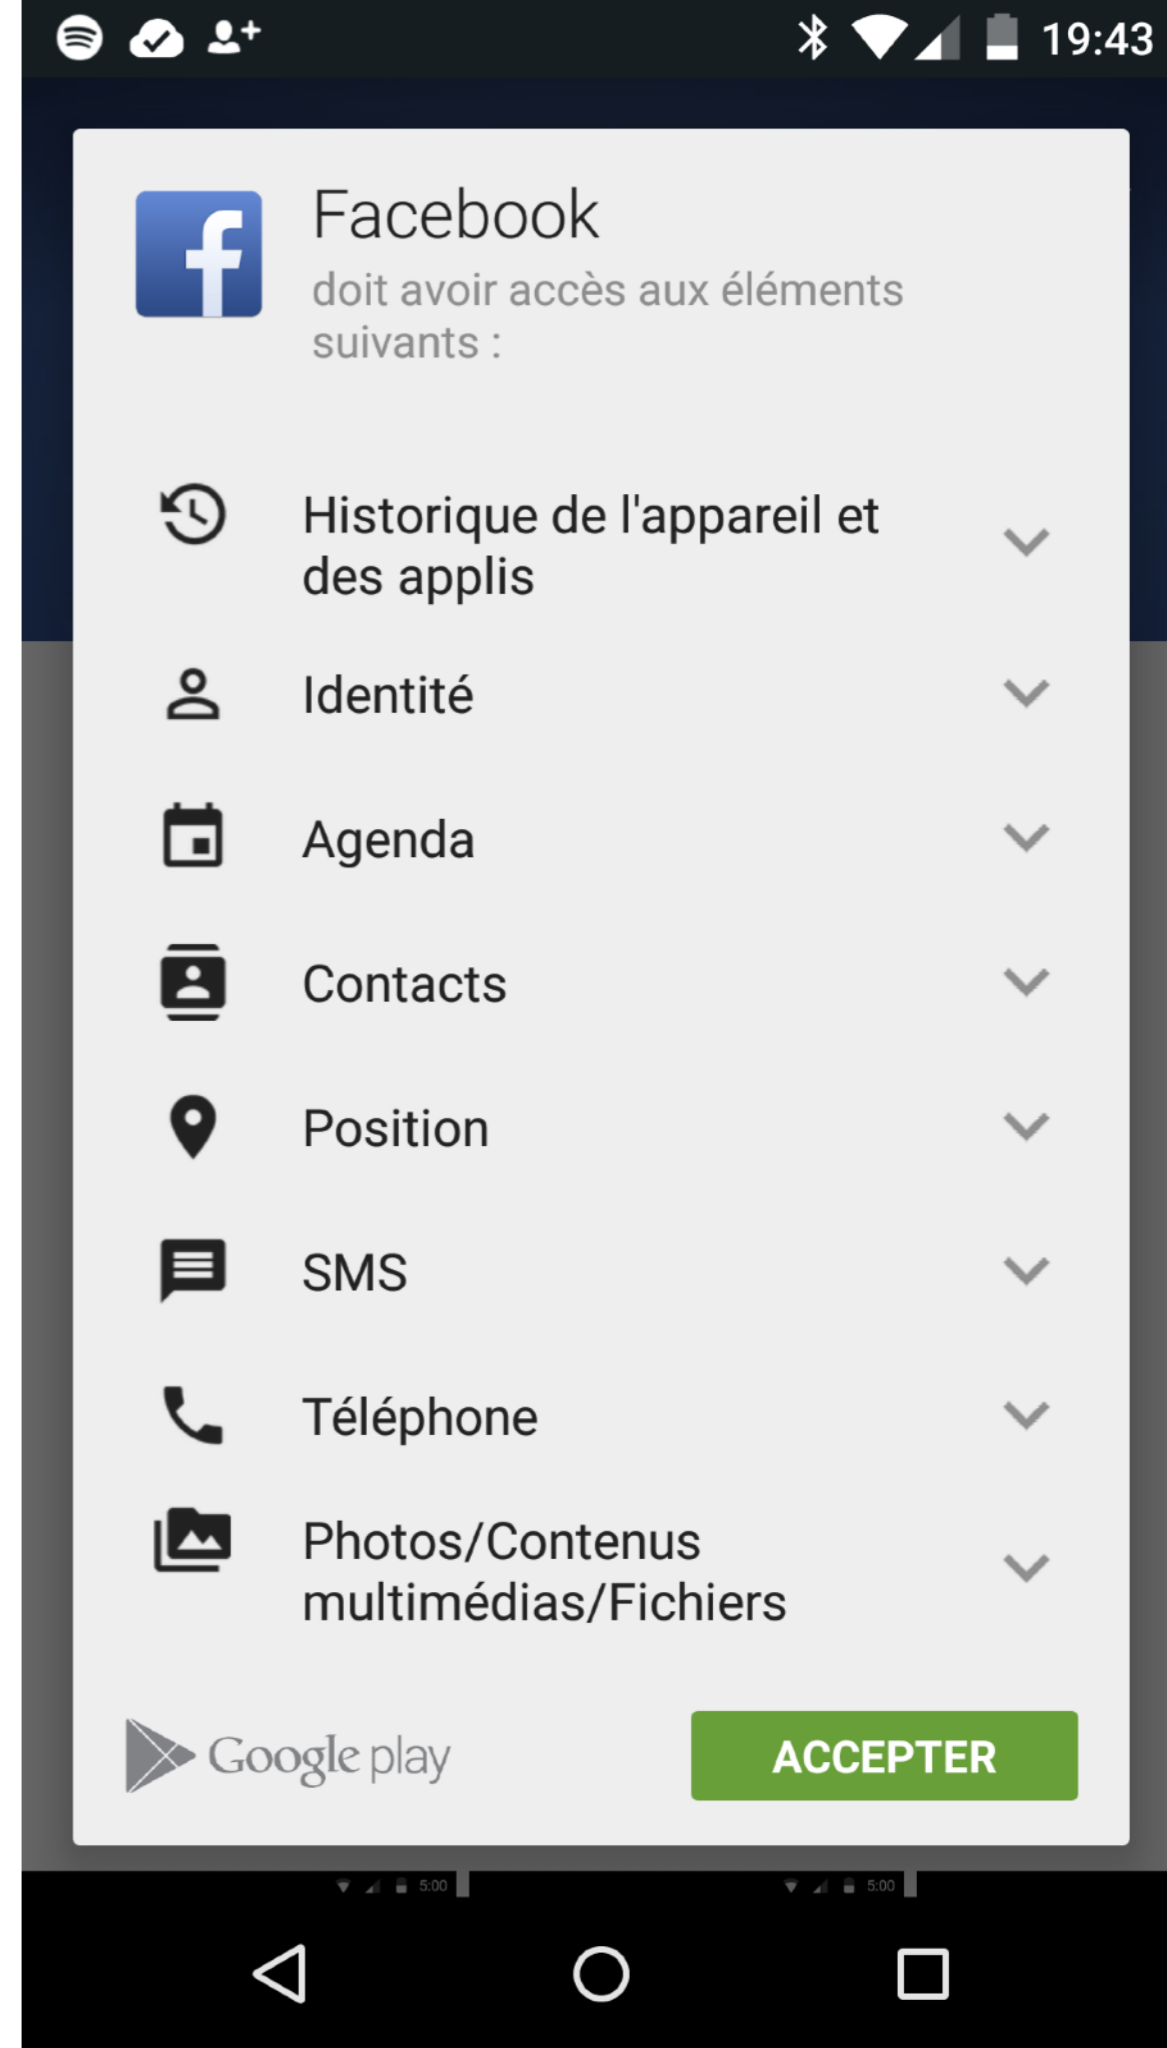 19:43
Facebook
doit avoir accès aux éléments
suivants :
Historique de l'appareil et
des applis
Identité
Agenda
Contacts
Position
SMS
Téléphone
Photos/Contenus
multimédias/Fichiers
Google play
ACCEPTER
5:00
5:00